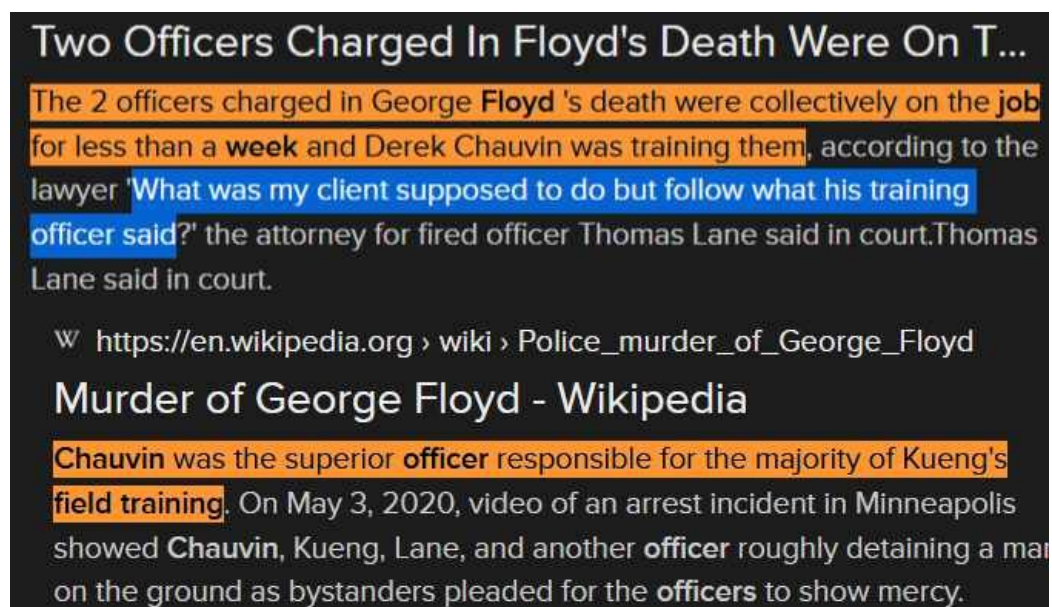 Two Officers Charged In Floyd's Death Were On T...
The 2 officers charged in George Floyd 's death were collectively on the job
for less than a week and Derek Chauvin was training them, according to the
lawyer 'What was my client supposed to do but follow what his training
officer said?' the attorney for fired officer Thomas Lane said in court.Thomas
Lane said in court.
W https://en.wikipedia.org › wiki › Police_murder_of_George_Floyd
Murder of George Floyd - Wikipedia
Chauvin was the superior officer responsible for the majority of Kueng's
field training. On May 3, 2020, video of an arrest incident in Minneapolis
showed Chauvin, Kueng, Lane, and another officer roughly detaining a man
on the ground as bystanders pleaded for the officers to show mercy.